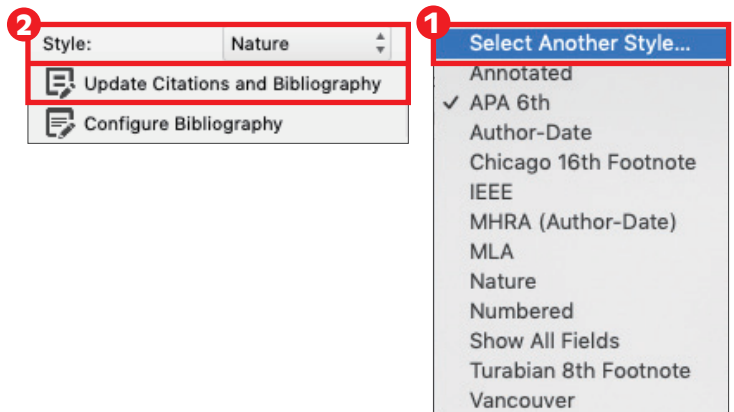 2
Style: Nature
Update Citations and Bibliography
Configure Bibliography
1
Select Another Style...
Annotated
✓ APA 6th
Author-Date
Chicago 16th Footnote
IEEE
MHRA (Author-Date)
MLA
Nature
Numbered
Show All Fields
Turabian 8th Footnote
Vancouver